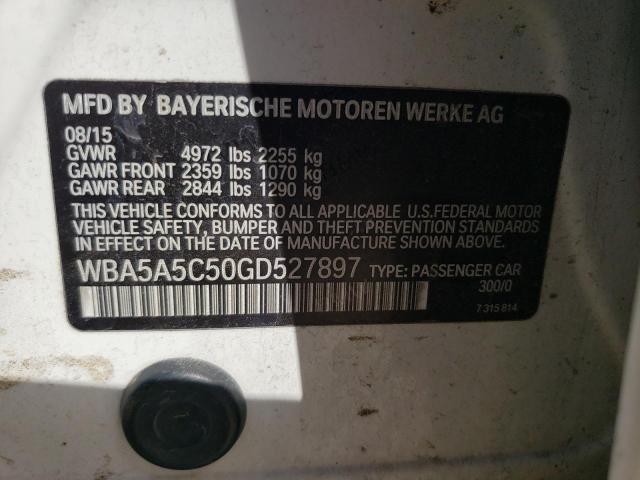 MFD BY BAYERISCHE MOTOREN WERKE AG
08/15
GVWR 4972 lbs 2255 kg
GAWR FRONT 2359 lbs 1070 kg
GAWR REAR 2844 lbs 1290 kg
THIS VEHICLE CONFORMS TO ALL APPLICABLE U.S.FEDERAL MOTOR
VEHICLE SAFETY, BUMPER AND THEFT PREVENTION STANDARDS
IN EFFECT ON THE DATE OF MANUFACTURE SHOWN ABOVE.
WBA5A5C50GD527897 TYPE: PASSENGER CAR
300/0
7 315 814